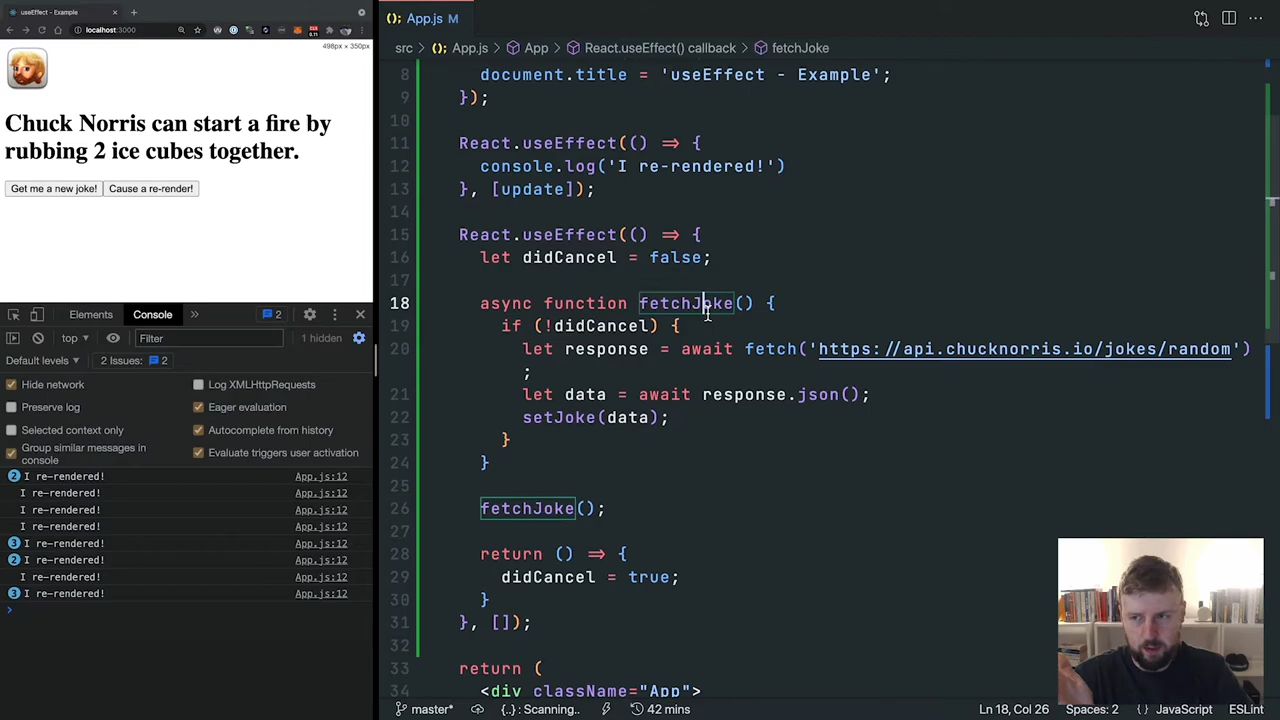 useEffect - Example
localhost:3000
498px × 350px
Chuck Norris can start a fire by
rubbing 2 ice cubes together.
Get me a new joke!
Cause a re-render!
Elements
Console
2
top
Filter
1 hidden
Default levels
2 Issues:
2
Hide network
Log XMLHttpRequests
Preserve log
Eager evaluation
Selected context only
Autocomplete from history
Group similar messages in
console
Evaluate triggers user activation
2 I re-rendered! App.js:12
I re-rendered! App.js:12
I re-rendered! App.js:12
I re-rendered! App.js:12
3 I re-rendered! App.js:12
2 I re-rendered! App.js:12
I re-rendered! App.js:12
3 I re-rendered! App.js:12
App.js M
src > App.js > App > React.useEffect() callback > fetchJoke
8 document.title = 'useEffect - Example';
9 });
10
11 React.useEffect(() => {
12 console.log('I re-rendered!')
13 }, [update]);
14
15 React.useEffect(() => {
16 let didCancel = false;
17
18 async function fetchJoke() {
19 if (!didCancel) {
20 let response = await fetch('https://api.chucknorris.io/jokes/random')
;
21 let data = await response.json();
22 setJoke(data);
23 }
24 }
25
26 fetchJoke();
27
28 return () => {
29 didCancel = true;
30 }
31 }, []);
32
33 return (
34 <div className="App">
master*
{..}: Scanning..
42 mins
Ln 18, Col 26
Spaces: 2
JavaScript
ESLint